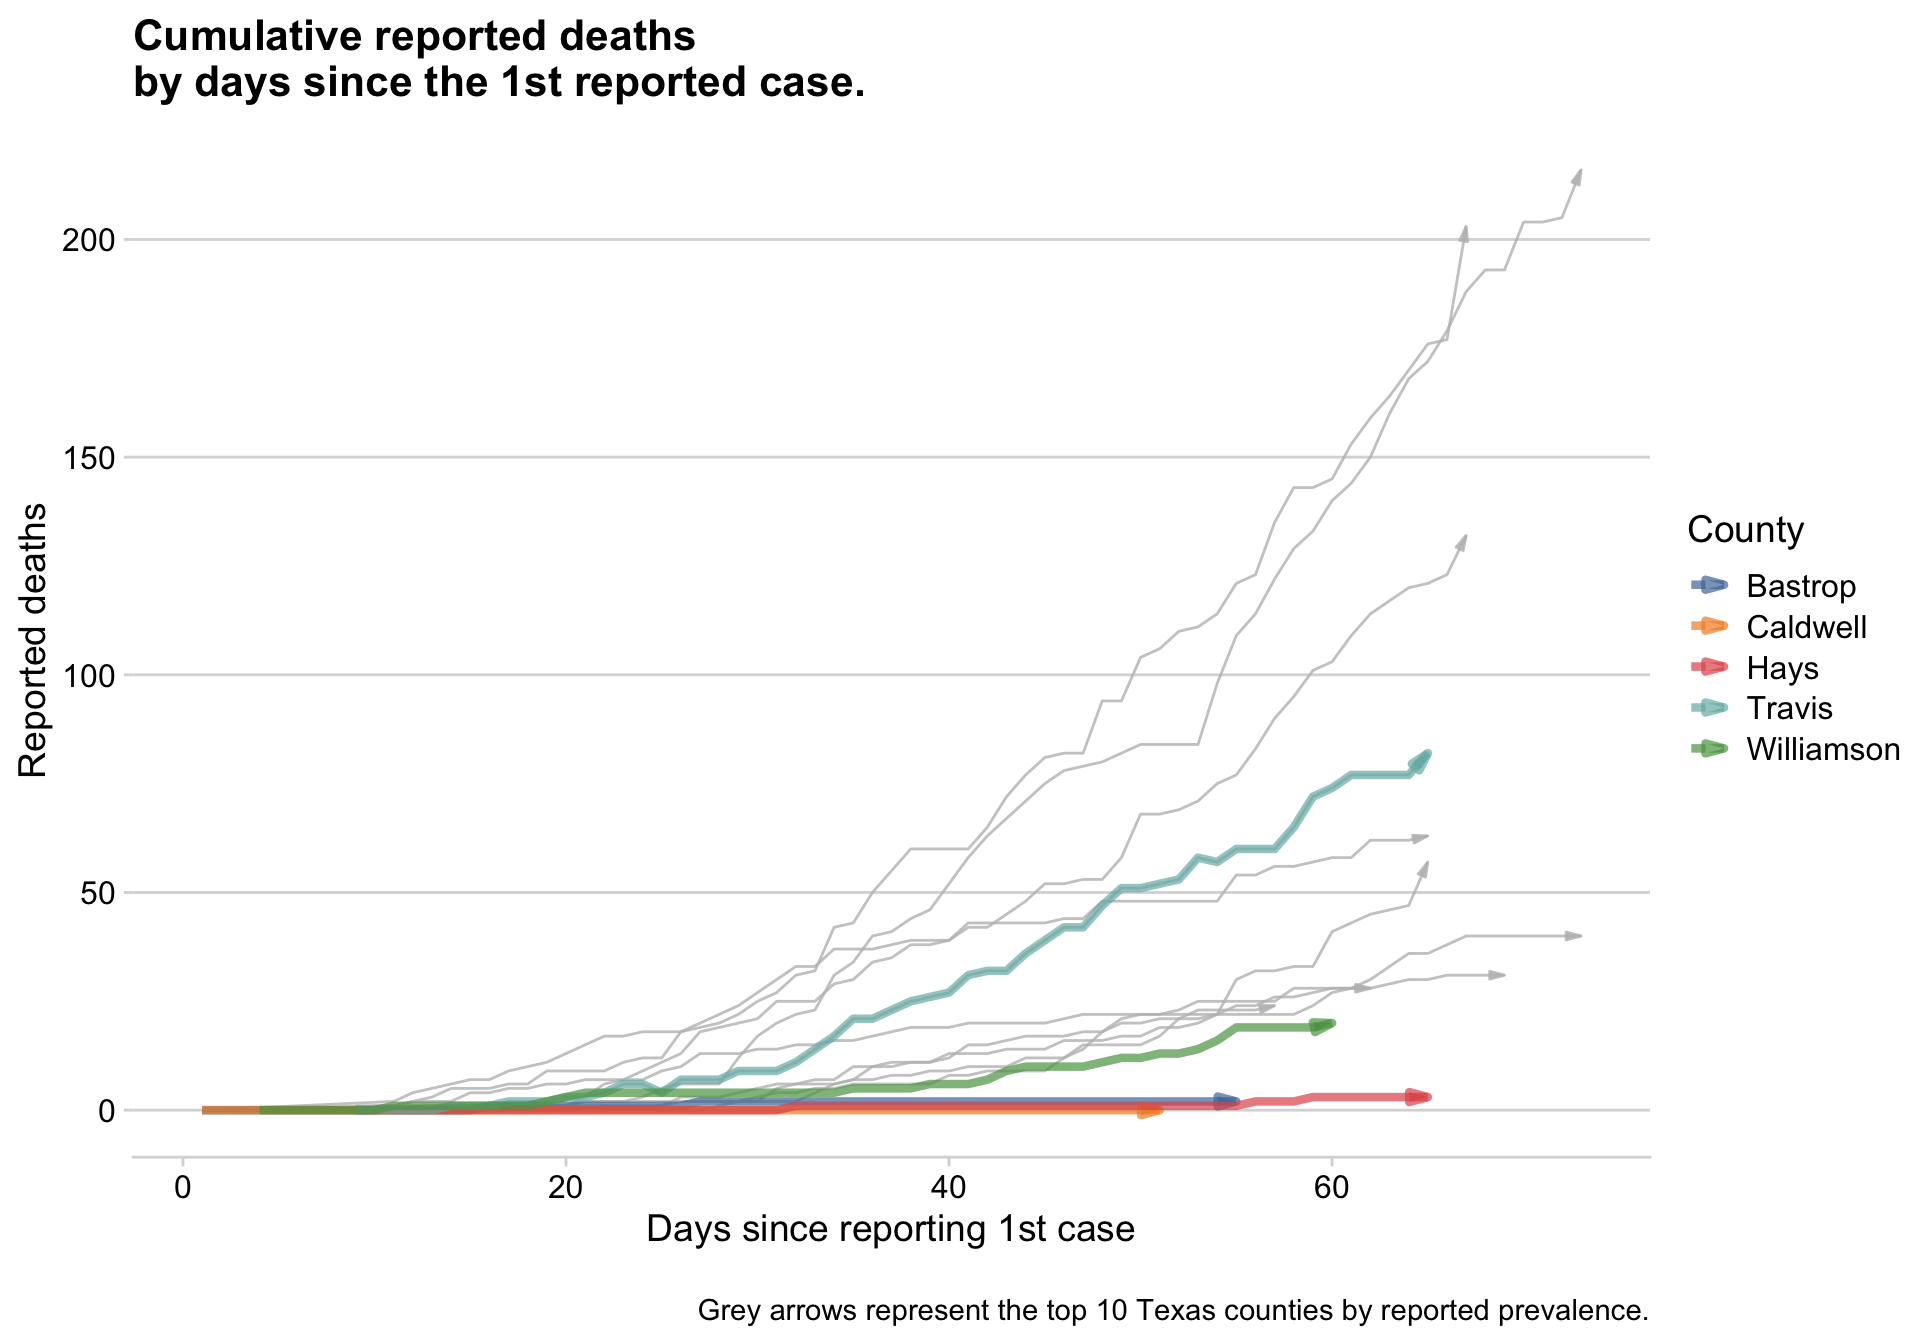 Cumulative reported deaths
by days since the 1st reported case.
Reported deaths
200
150
100
50
0
0 20 40 60
Days since reporting 1st case
County
Bastrop
Caldwell
Hays
Travis
Williamson
Grey arrows represent the top 10 Texas counties by reported prevalence.